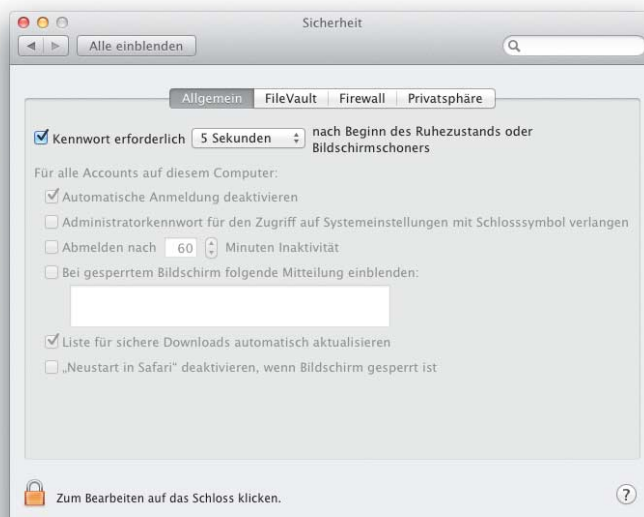 Sicherheit
Alle einblenden
Allgemein FileVault Firewall Privatsphäre
Kennwort erforderlich 5 Sekunden nach Beginn des Ruhezustands oder
Bildschirmschoners
Für alle Accounts auf diesem Computer:
Automatische Anmeldung deaktivieren
Administratorkennwort für den Zugriff auf Systemeinstellungen mit Schlosssymbol verlangen
Abmelden nach 60 Minuten Inaktivität
Bei gesperrtem Bildschirm folgende Mitteilung einblenden:
Liste für sichere Downloads automatisch aktualisieren
„Neustart in Safari“ deaktivieren, wenn Bildschirm gesperrt ist
Zum Bearbeiten auf das Schloss klicken. ?